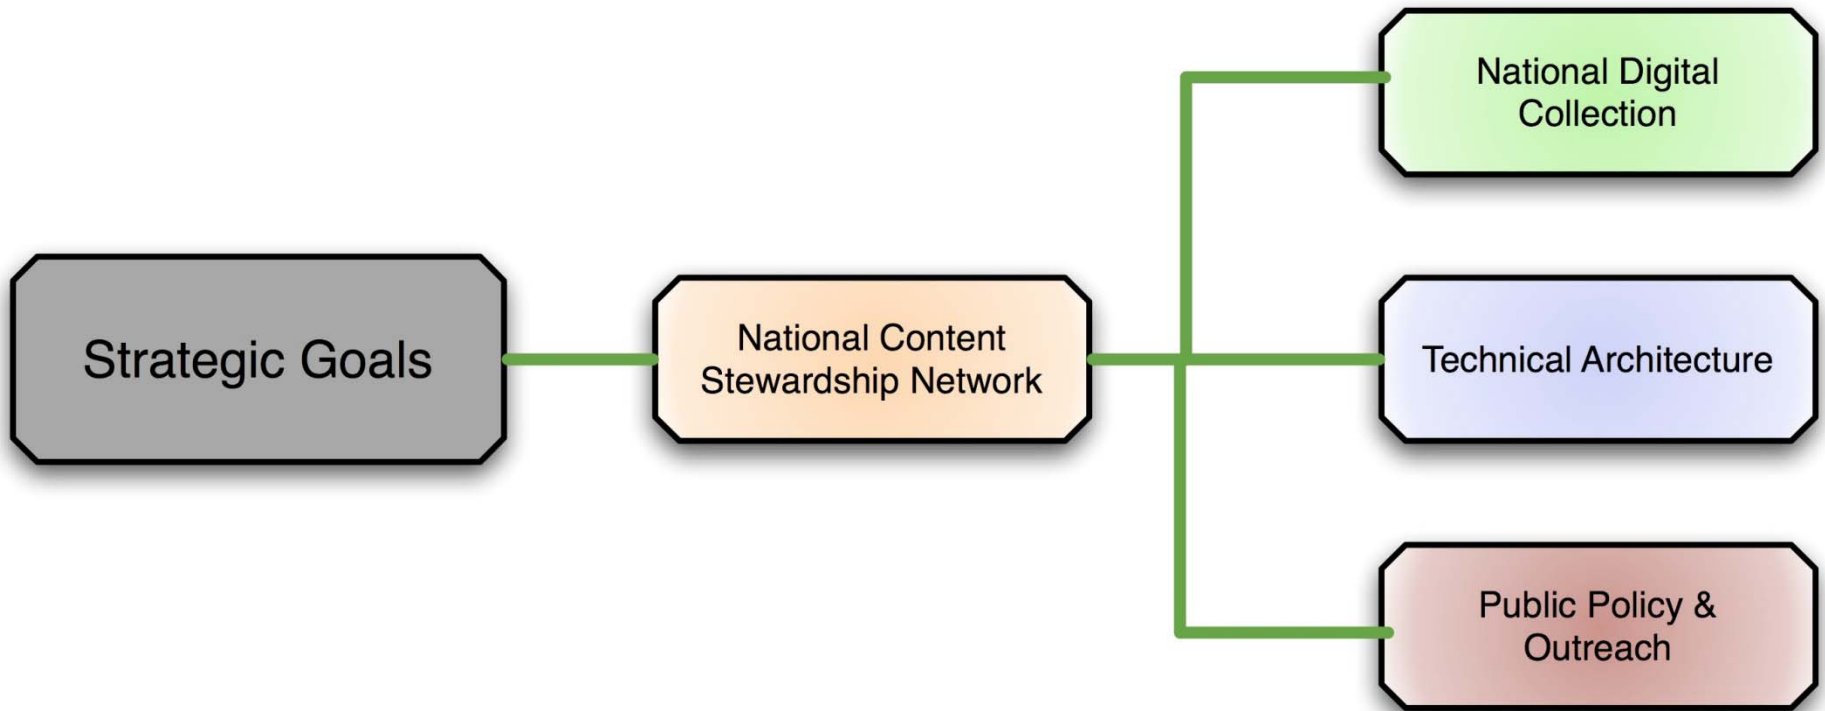 Strategic Goals
National Content
Stewardship Network
National Digital
Collection
Technical Architecture
Public Policy &
Outreach